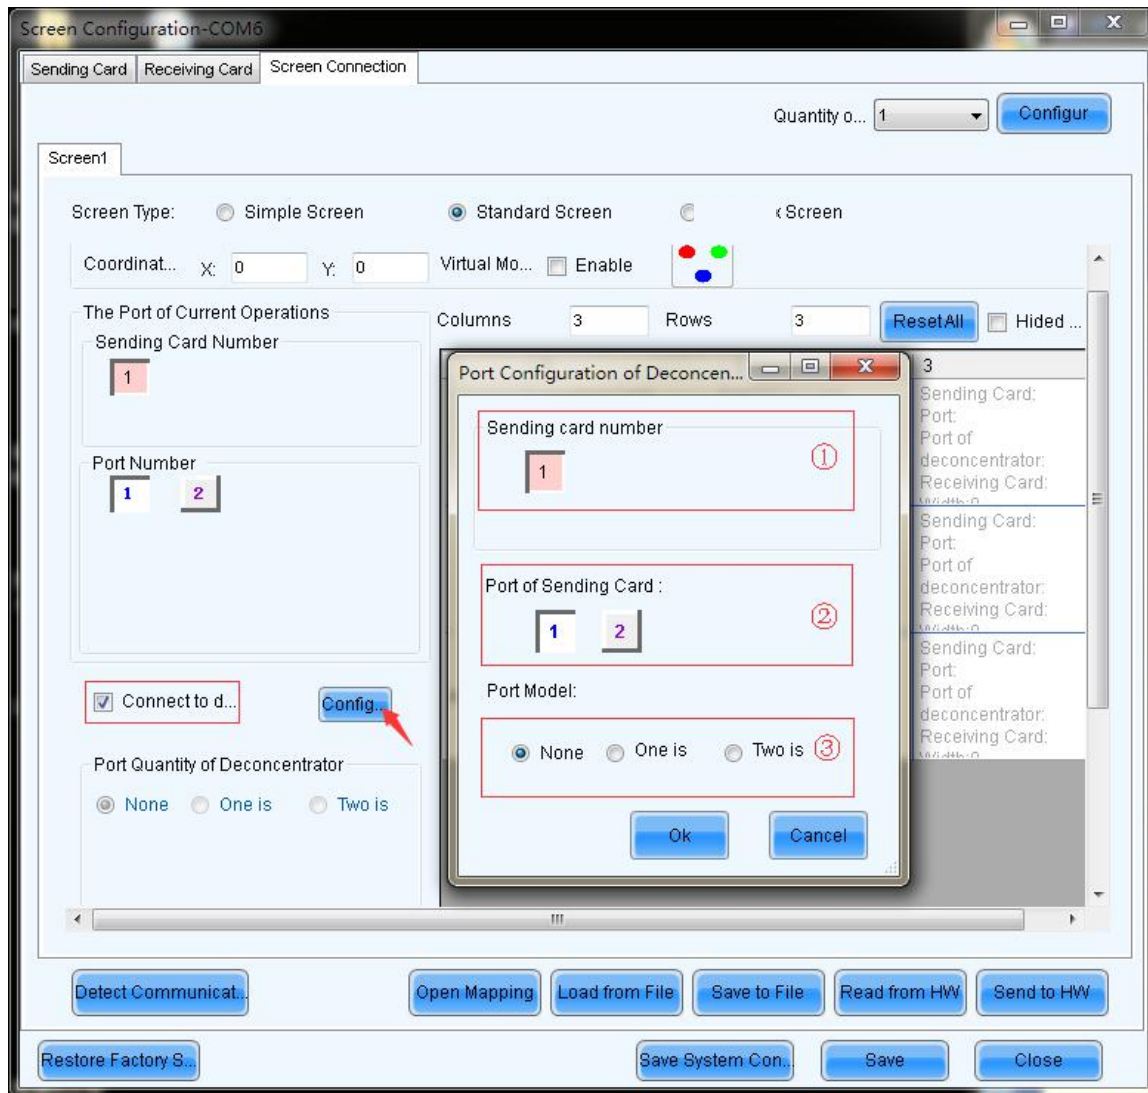 Screen Configuration-COM6
Sending Card Receiving Card Screen Connection
Quantity o... 1 Configur
Screen1
Screen Type: Simple Screen Standard Screen Screen
Coordinat... X: 0 Y: 0 Virtual Mo... Enable
The Port of Current Operations
Columns 3 Rows 3 ResetAll Hided ...
Sending Card Number
1
Port Number
1 2
Connect to d... Config...
Port Quantity of Deconcentrator
None One is Two is
Port Configuration of Deconcen...
Sending card number
1 ①
Port of Sending Card :
1 2 ②
Port Model:
None One is Two is ③
Ok Cancel
3
Sending Card:
Port:
Port of
deconcentrator:
Receiving Card:
Width:0
Sending Card:
Port:
Port of
deconcentrator:
Receiving Card:
Width:0
Sending Card:
Port:
Port of
deconcentrator:
Receiving Card:
Width:0
Detect Communicat... Open Mapping Load from File Save to File Read from HW Send to HW
Restore Factory S... Save System Con... Save Close